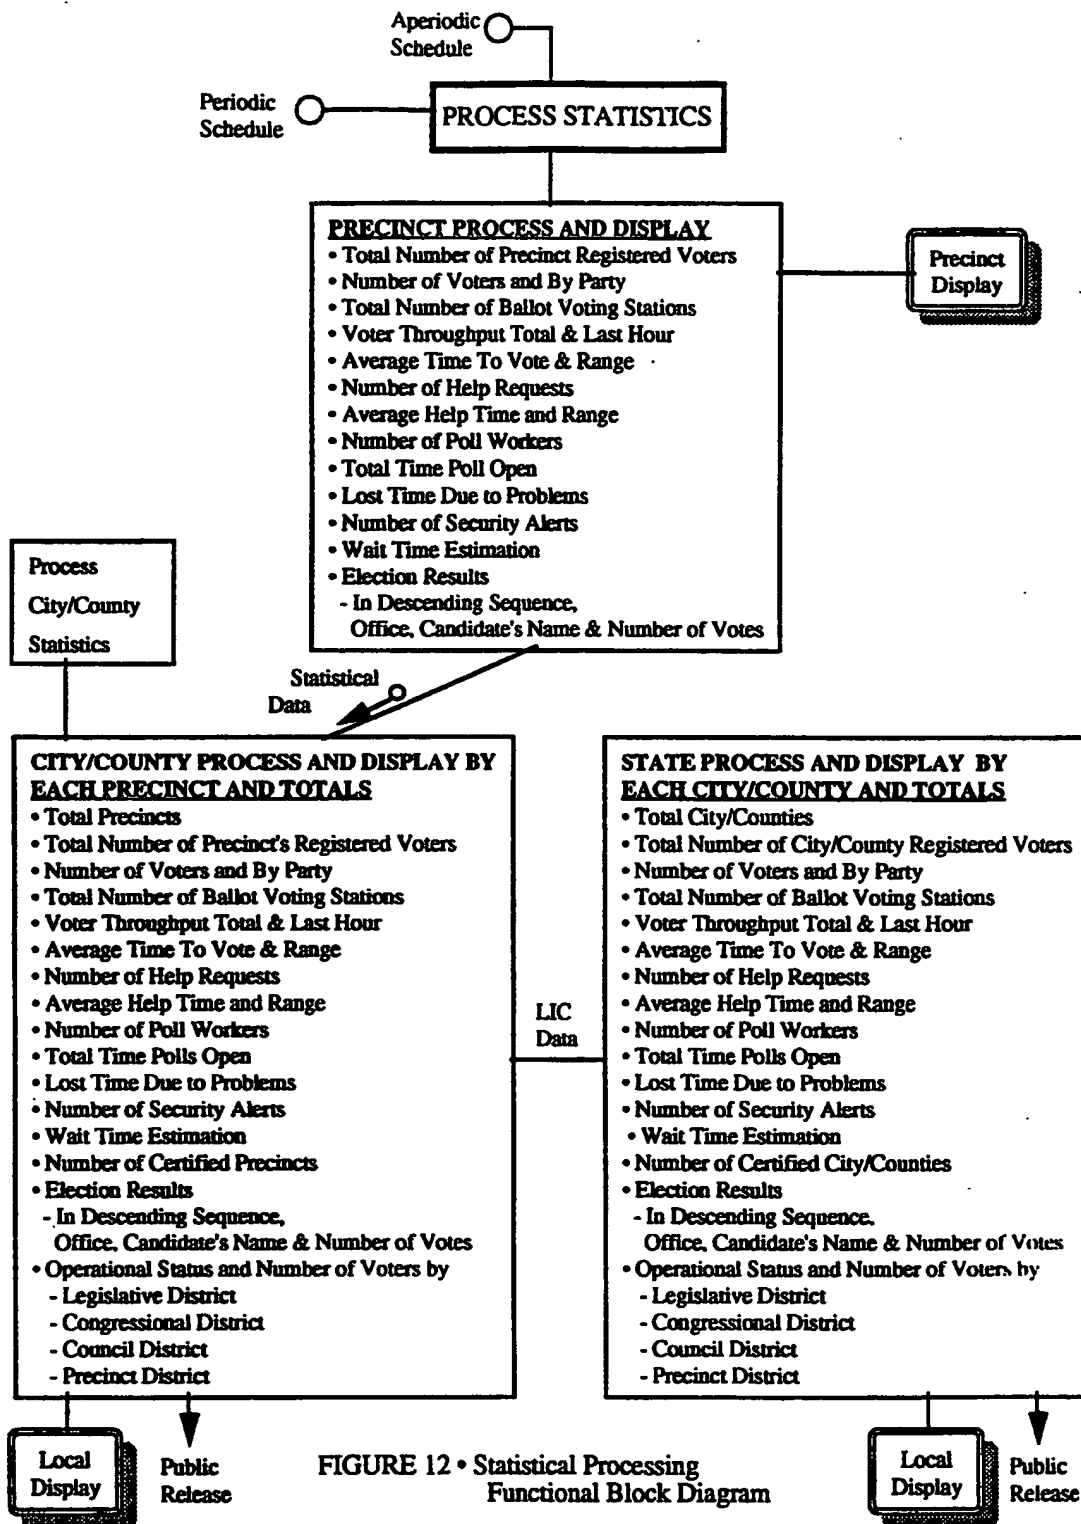 Aperiodic
Schedule
Periodic
Schedule
PROCESS STATISTICS
PRECINCT PROCESS AND DISPLAY
• Total Number of Precinct Registered Voters
• Number of Voters and By Party
• Total Number of Ballot Voting Stations
• Voter Throughput Total & Last Hour
• Average Time To Vote & Range
• Number of Help Requests
• Average Help Time and Range
• Number of Poll Workers
• Total Time Poll Open
• Lost Time Due to Problems
• Number of Security Alerts
• Wait Time Estimation
• Election Results
- In Descending Sequence,
Office, Candidate's Name & Number of Votes
Precinct
Display
Process
City/County
Statistics
Statistical
Data
CITY/COUNTY PROCESS AND DISPLAY BY
EACH PRECINCT AND TOTALS
• Total Precincts
• Total Number of Precinct's Registered Voters
• Number of Voters and By Party
• Total Number of Ballot Voting Stations
• Voter Throughput Total & Last Hour
• Average Time To Vote & Range
• Number of Help Requests
• Average Help Time and Range
• Number of Poll Workers
• Total Time Polls Open
• Lost Time Due to Problems
• Number of Security Alerts
• Wait Time Estimation
• Number of Certified Precincts
• Election Results
- In Descending Sequence,
Office, Candidate's Name & Number of Votes
• Operational Status and Number of Voters by
- Legislative District
- Congressional District
- Council District
- Precinct District
LIC
Data
STATE PROCESS AND DISPLAY BY
EACH CITY/COUNTY AND TOTALS
• Total City/Counties
• Total Number of City/County Registered Voters
• Number of Voters and By Party
• Total Number of Ballot Voting Stations
• Voter Throughput Total & Last Hour
• Average Time To Vote & Range
• Number of Help Requests
• Average Help Time and Range
• Number of Poll Workers
• Total Time Polls Open
• Lost Time Due to Problems
• Number of Security Alerts
• Wait Time Estimation
• Number of Certified City/Counties
• Election Results
- In Descending Sequence,
Office, Candidate's Name & Number of Votes
• Operational Status and Number of Voters by
- Legislative District
- Congressional District
- Council District
- Precinct District
Local
Display
Public
Release
Local
Display
Public
Release
FIGURE 12 • Statistical Processing
Functional Block Diagram